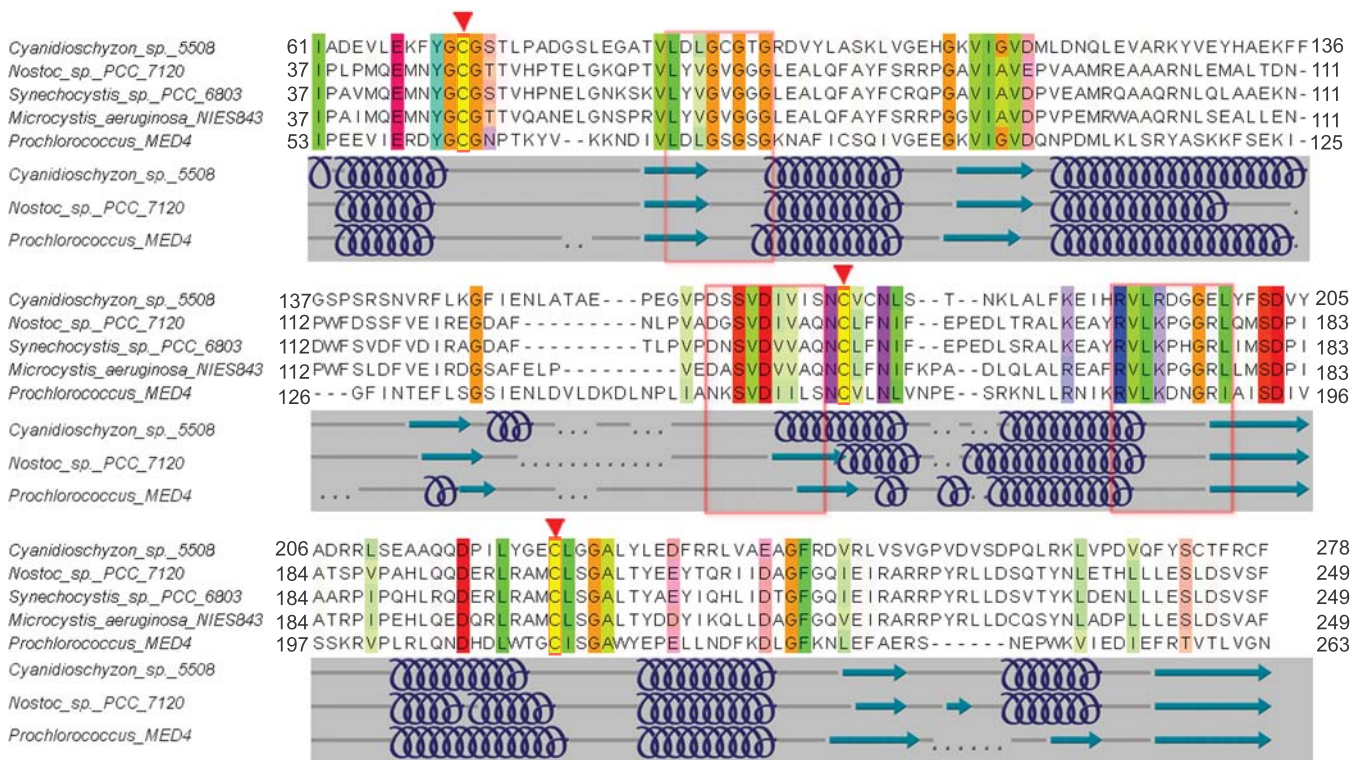 Cyanidioschyzon_sp._5508 61 IADEVLEKFYGCGSTLPADGSLEGATVLDLGCGTGRDVYLASKLVGEHGKVIGVDMLDNQLEVARKYVEYHAEKFF 136
Nostoc_sp._PCC_7120 37 IPLPMQEMNYGCGTTVHPTELGKQPTVLYVGVGGGLEALQFAYFSRRPGAVIAVEPVAAMREAAARNLEMALTDN- 111
Synechocystis_sp._PCC_6803 37 IPAVMQEMNYGCGSTVHPNELGNKSKVLYVGVGGGLEALQFAYFCRRPGAVIAVDPVEAMRQAARNLQLAAEKN- 111
Microcystis_aeruginosa_NIES843 37 IPAIMQEMNYGCGTTVQANELGNSPRVLYVGVGGGLEALQFAYFSRRPGGVIAVDPVPEMRWAARNLSEALLEN- 111
Prochlorococcus_MED4 53 IPEEVIERDYGCGNPTKYV--KKNDIVLDLGSGSGKNAFICSQIVGEEGKVIGVDQNPDMLKLSRYASKKFSEKI- 125
Cyanidioschyzon_sp._5508
Nostoc_sp._PCC_7120
Prochlorococcus_MED4
Cyanidioschyzon_sp._5508 137 GSPSRSNVRFLKGFIENLATAE---PEGVPDSSVDIVISNCVCNLS--T--NKLALFKEIHRVLRDGGELYFSDVY 205
Nostoc_sp._PCC_7120 112 PWFDSSFVEIREGDAF---------NLPVADGSVDIVAQNCLFNIF--EPEDLTRALKEAYRVLKPGGRLQMSDPI 183
Synechocystis_sp._PCC_6803 112 DWFSVDFVDIRAGDAF---------TLPVPDNSVDIVAQNCLFNIF--EPEDLSRALKEAYRVLKPHGRLIMSDPI 183
Microcystis_aeruginosa_NIES843 112 PWFSLDFVEIRDGSAFELP-------VEDASVDVVAQNCLFNIFKPA--DLQLALREAFRVLKPGGRLLMSDPI 183
Prochlorococcus_MED4 126 ---GFINTEFLSGSIENLDVLDKDLNPLIANKSVDIILSNCVLNLVNPE--SRKNLLRNIKRVLKDNGRIAISDIV 196
Cyanidioschyzon_sp._5508
Nostoc_sp._PCC_7120
Prochlorococcus_MED4
Cyanidioschyzon_sp._5508 206 ADRRLSEAAQQDPILYGECLGGALYLEDFRRLVAEAGFRDVRLVSVGPVDVSDPQLRKLVPDVQFYSCTFRCF 278
Nostoc_sp._PCC_7120 184 ATSPVPAHLQQDERLRAMCLSGALTYEEYTQRIIDAGFGQIEIRARRPYRLLDSQTYNLETHLLLESLDSVSF 249
Synechocystis_sp._PCC_6803 184 AARPIPQHLRQDERLRAMCLSGALTYAEYIQHLIDTGFGQIEIRARRPYRLLDSVTYKLDENLLLESLDSVSF 249
Microcystis_aeruginosa_NIES843 184 ATRPIPEHLQEDQRLRAMCLSGALTYDDYIKQLLDAGFGQVEIRARRPYRLLDCQSYNLADPLLLESLDSVAF 249
Prochlorococcus_MED4 197 SSKRVPLRLQNDHDLWTGCISGAWYEPELLNDFKDLGFKNLEFAERS------NEPWKVIEDIEFRTVTLVGN 263
Cyanidioschyzon_sp._5508
Nostoc_sp._PCC_7120
Prochlorococcus_MED4